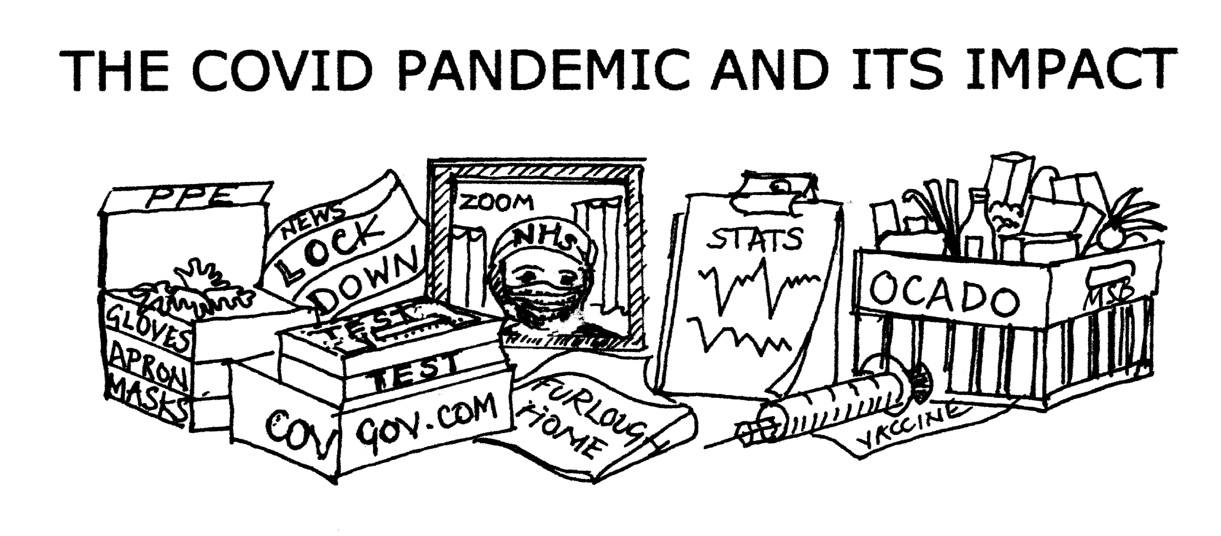 THE COVID PANDEMIC AND ITS IMPACT
PPE
GLOVES
APRON
MASKS
NEWS
LOCK
DOWN
TEST
TEST
COV
GOV.COM
ZOOM
NHS
FURLOUGH
HOME
STATS
VACCINE
OCADO